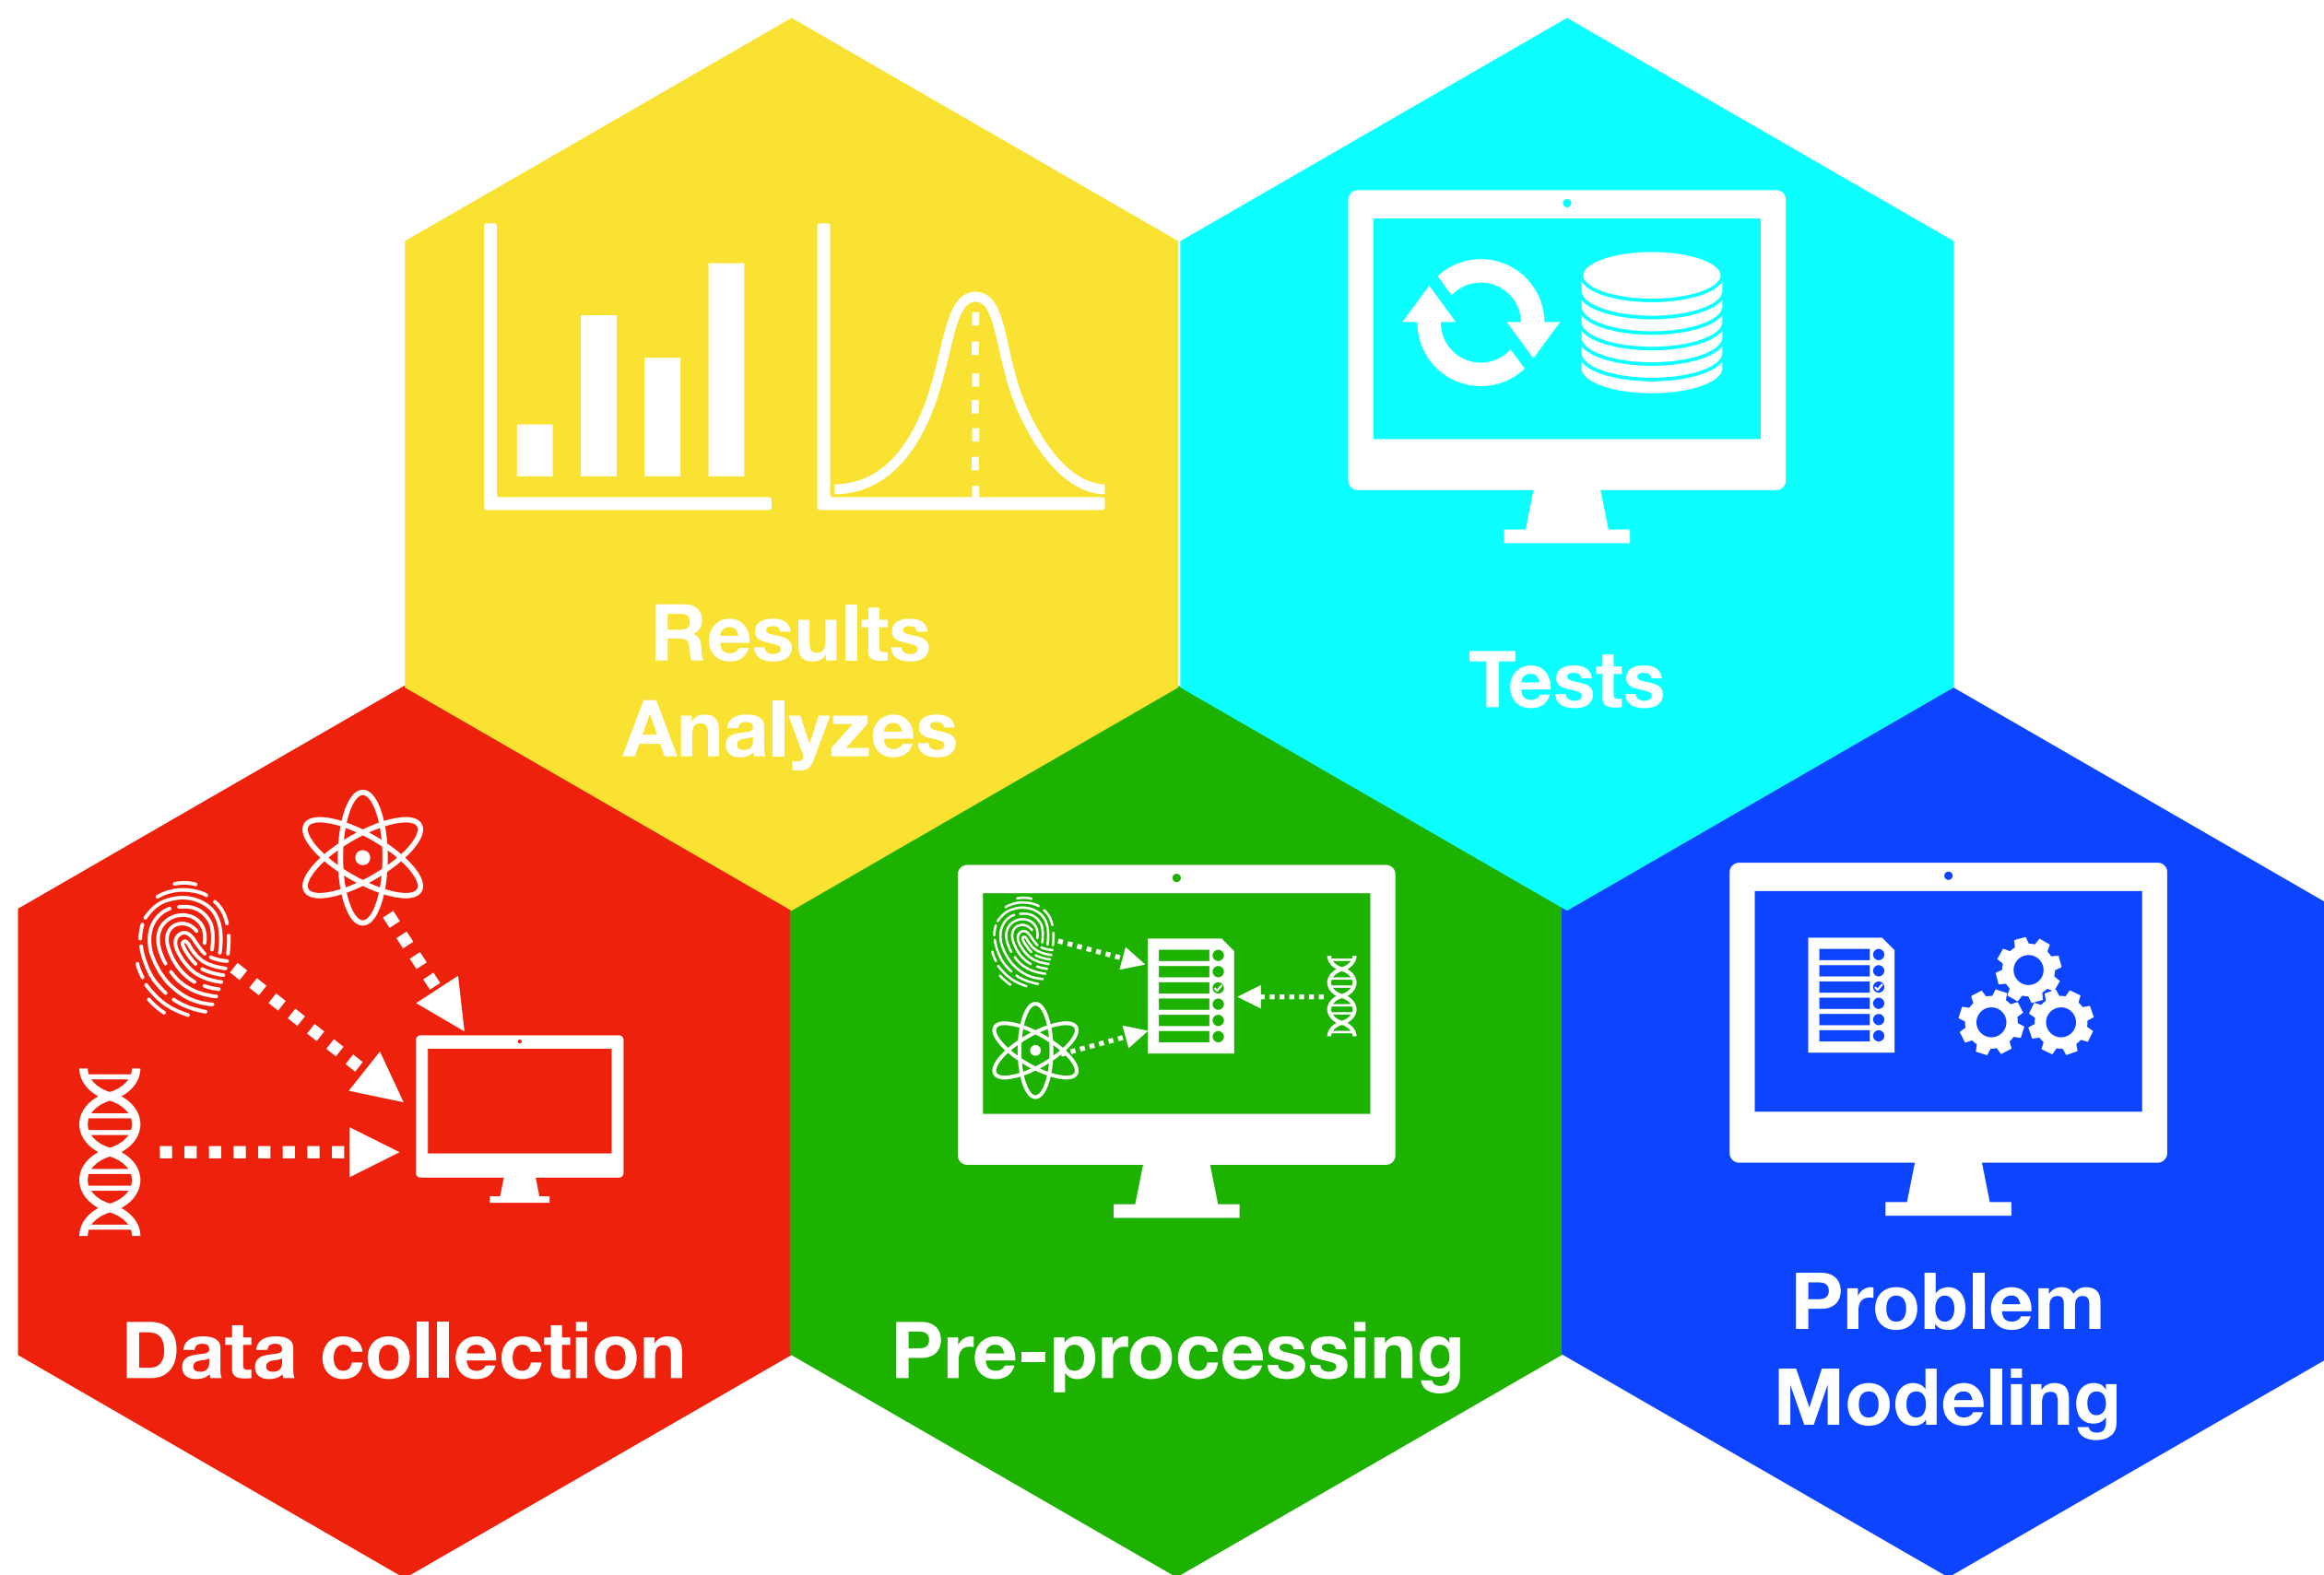 Results
Analyzes
Tests
Data collection
Pre-processing
Problem
Modeling